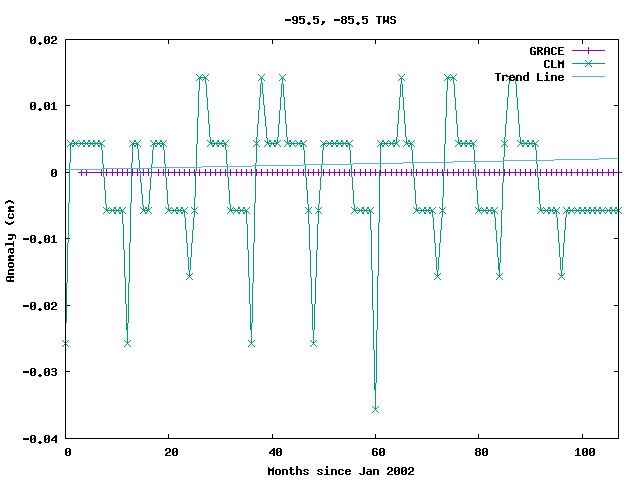 -95.5, -85.5 TWS
GRACE
CLM
Trend Line
0.02
0.01
0
-0.01
-0.02
-0.03
-0.04
Anomaly (cm)
0 20 40 60 80 100
Months since Jan 2002